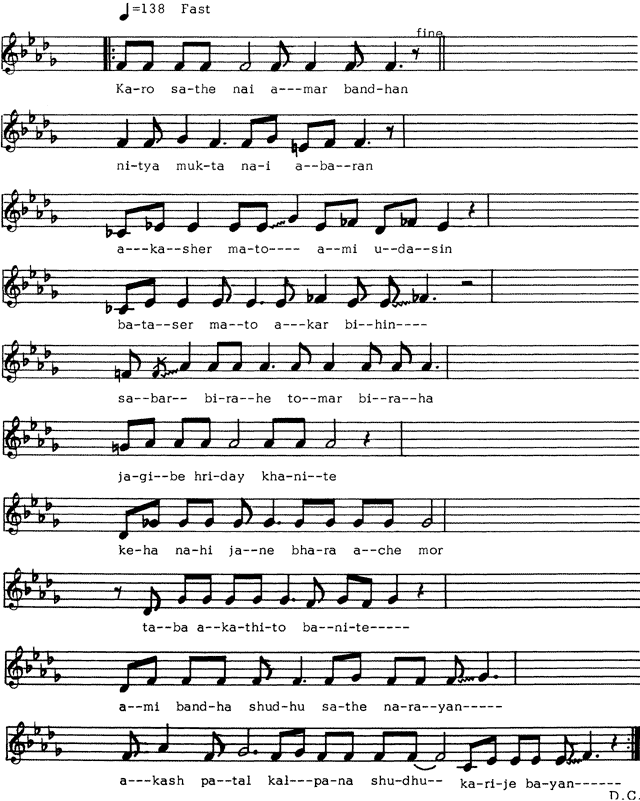 ♩=138 Fast
fine
Ka-ro sa-the nai a---mar band-han
ni-tya muk-ta nai-i a-ba-ran
a--ka--sher ma-to---- a--mi u--da--sin
ba-ta--ser ma--to a--kar bi--hin----
sa--bar-- bi-ra--he to--mar bi--ra--ha
ja-gi-be hri-day kha-ni--te
ke-ha nahi ja--ne bha-ra a--che mor
ta--ba a--ka-thi-to ba--ni-te-----
a--mi band-ha shud-hu sa-the na-ra--yan-----
a---kash pa--tal kal---pa-na shu-dhu-- ka-ri-je ba-yan------
D.C.